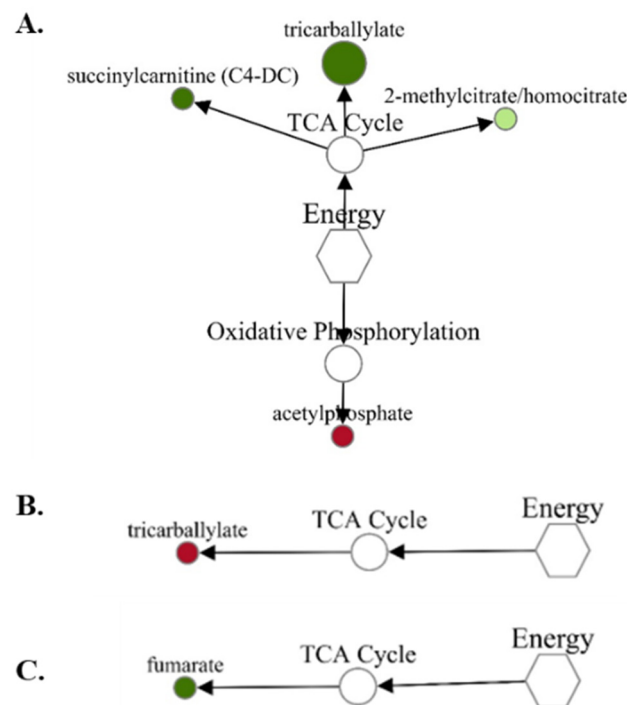 A.
tricarballylate
succinylcarnitine (C4-DC)
2-methylcitrate/homocitrate
TCA Cycle
Energy
Oxidative Phosphorylation
acetylphosphate
B.
Energy
TCA Cycle
tricarballylate
C.
Energy
TCA Cycle
fumarate